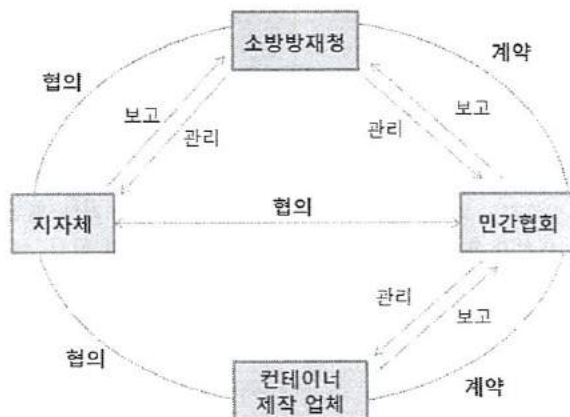 소방방재청
계약
협의
보고
관리
관리
보고
지자체
협의
민간협회
관리
보고
협의
컨테이너
제작 업체
계약